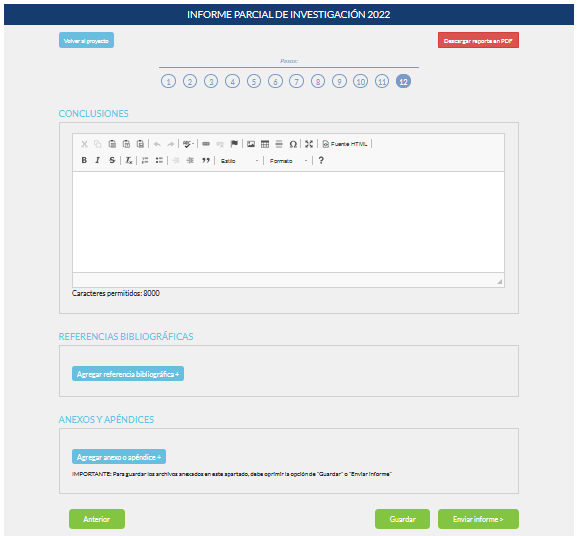 INFORME PARCIAL DE INVESTIGACIÓN 2022
Volver al proyecto
Descargar reporte en PDF
Pasos:
1 2 3 4 5 6 7 8 9 10 11 12
CONCLUSIONES
Fuente HTML
B I S Estilo Formato ?
Caracteres permitidos: 8000
REFERENCIAS BIBLIOGRÁFICAS
Agregar referencia bibliográfica +
ANEXOS Y APÉNDICES
Agregar anexo o apéndice +
IMPORTANTE: Para guardar los archivos anexados en este apartado, debe oprimir la opción de "Guardar" o "Enviar informe"
Anterior
Guardar
Enviar informe >